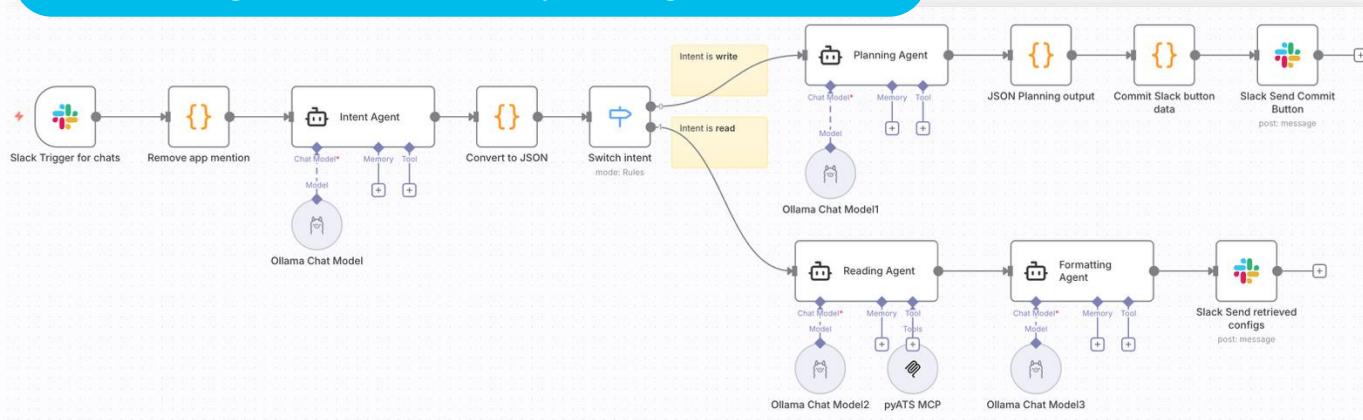 Intent is write
Planning Agent
Chat Model*
Memory
Tool
Model
Ollama Chat Model1
JSON Planning output
Commit Slack button
data
Slack Send Commit
Button
post: message
Slack Trigger for chats
Remove app mention
Intent Agent
Chat Model*
Memory
Tool
Model
Ollama Chat Model
Convert to JSON
Switch intent
mode: Rules
Intent is read
Reading Agent
Chat Model*
Memory
Tool
Model
Tools
Ollama Chat Model2
pyATS MCP
Formatting
Agent
Chat Model*
Memory
Tool
Model
Ollama Chat Model3
Slack Send retrieved
configs
post: message